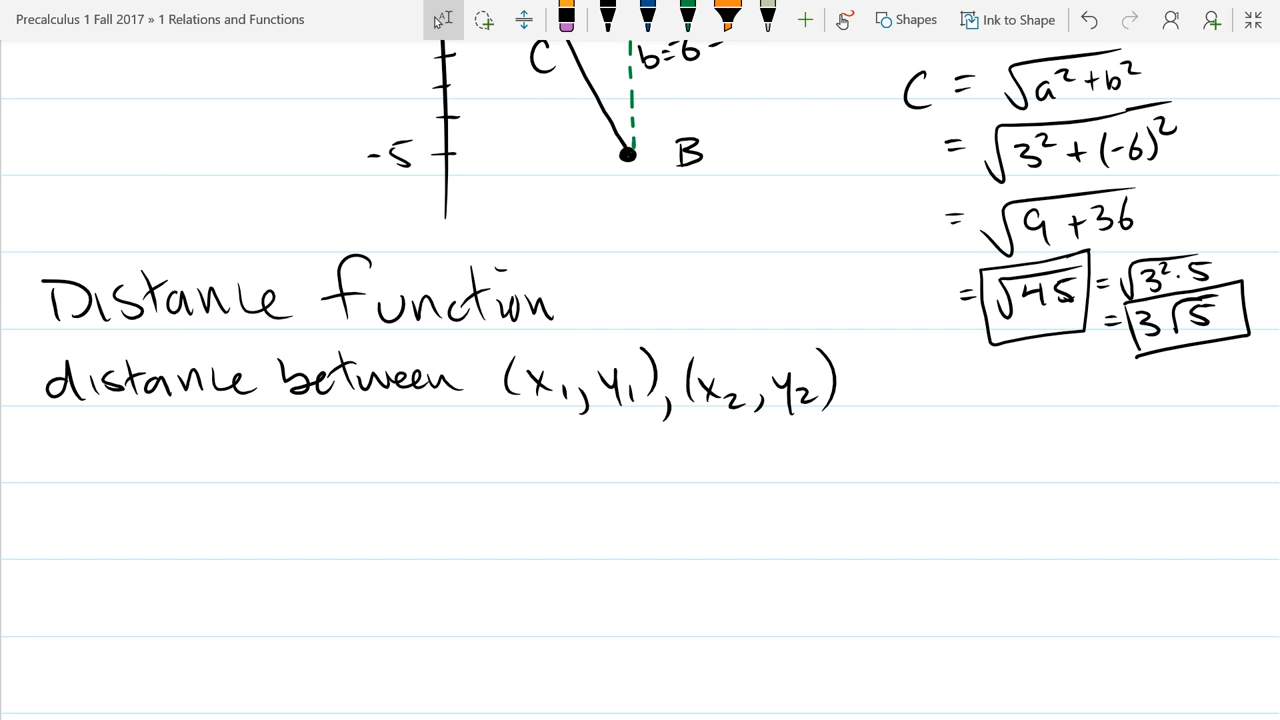 Precalculus 1 Fall 2017 » 1 Relations and Functions
Shapes
Ink to Shape
C
b=6
-5
B
C = √a²+b²
= √3²+(-6)²
= √9+36
= √45 = √3²·5
= 3√5
Distance function
distance between (x₁,y₁),(x₂,y₂)